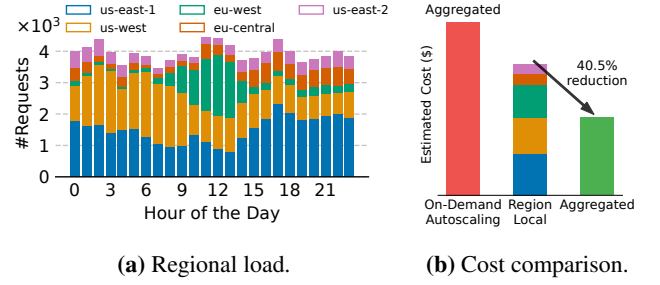 us-east-1
eu-west
us-east-2
us-west
eu-central
×10³
4
3
2
1
0
#Requests
0
3
6
9
12
15
18
21
Hour of the Day
(a) Regional load.
Aggregated
Estimated Cost ($)
40.5%
reduction
On-Demand
Autoscaling
Region
Local
Aggregated
(b) Cost comparison.